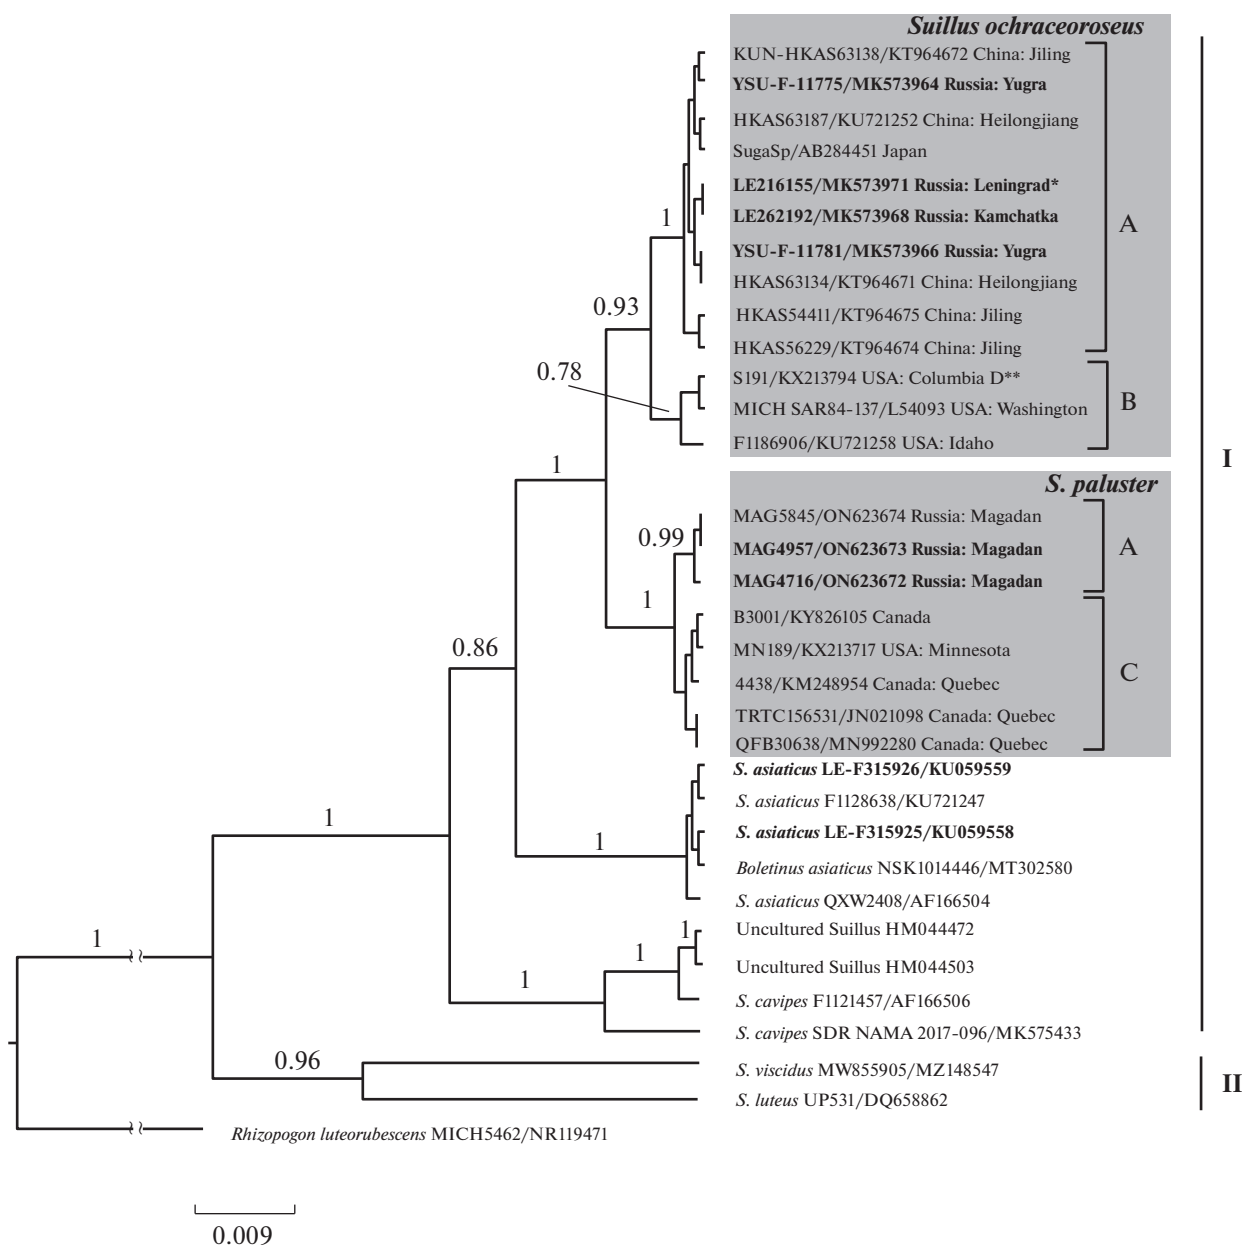 Suillus ochraceoroseus
KUN-HKAS63138/KT964672 China: Jiling
YSU-F-11775/MK573964 Russia: Yugra
HKAS63187/KU721252 China: Heilongjiang
SugaSp/AB284451 Japan
LE216155/MK573971 Russia: Leningrad*
LE262192/MK573968 Russia: Kamchatka
A
1
YSU-F-11781/MK573966 Russia: Yugra
HKAS63134/KT964671 China: Heilongjiang
0.93
HKAS54411/KT964675 China: Jiling
HKAS56229/KT964674 China: Jiling
0.78
S191/KX213794 USA: Columbia D**
MICH SAR84-137/L54093 USA: Washington
B
F1186906/KU721258 USA: Idaho
I
1
S. paluster
MAG5845/ON623674 Russia: Magadan
0.99
MAG4957/ON623673 Russia: Magadan
A
MAG4716/ON623672 Russia: Magadan
1
B3001/KY826105 Canada
0.86
MN189/KX213717 USA: Minnesota
C
4438/KM248954 Canada: Quebec
TRTC156531/JN021098 Canada: Quebec
QFB30638/MN992280 Canada: Quebec
S. asiaticus LE-F315926/KU059559
S. asiaticus F1128638/KU721247
1
S. asiaticus LE-F315925/KU059558
1
Boletinus asiaticus NSK1014446/MT302580
S. asiaticus QXW2408/AF166504
1
Uncultured Suillus HM044472
1
1
Uncultured Suillus HM044503
1
S. cavipes F1121457/AF166506
S. cavipes SDR NAMA 2017-096/MK575433
0.96
S. viscidus MW855905/MZ148547
II
S. luteus UP531/DQ658862
Rhizopogon luteorubescens MICH5462/NR119471
0.009